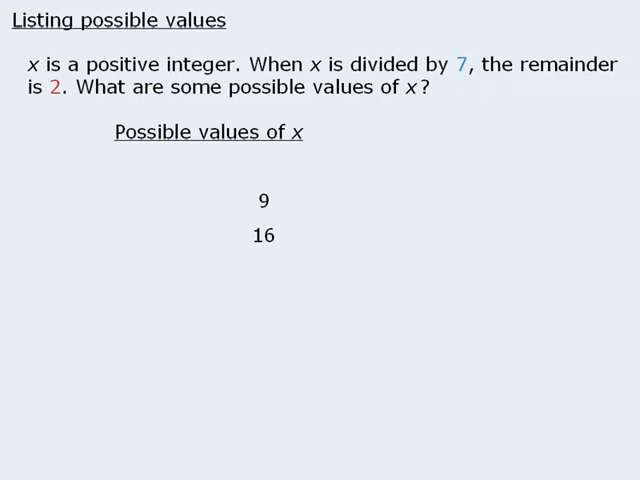 Listing possible values
x is a positive integer. When x is divided by 7, the remainder
is 2. What are some possible values of x?
Possible values of x
9
16